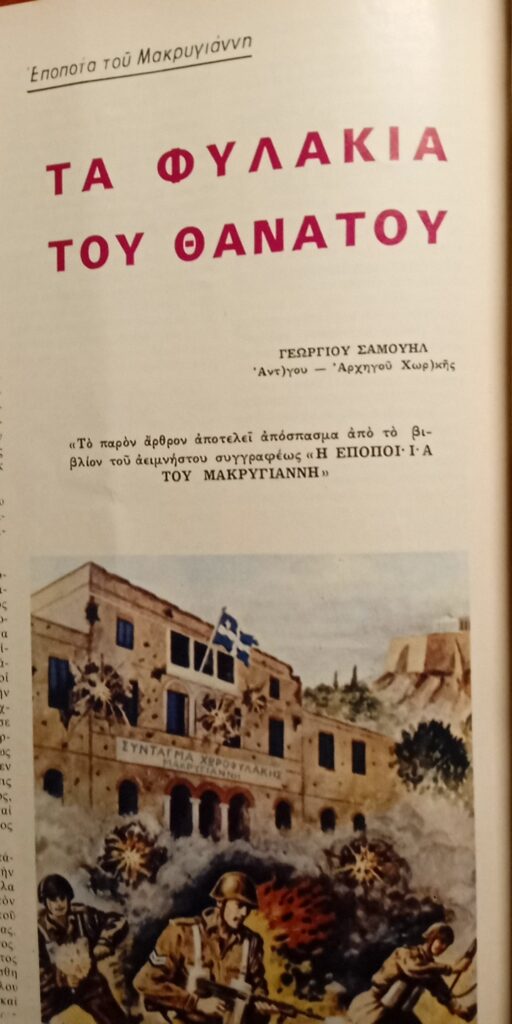 Ἐποποιΐα τοῦ Μακρυγιάννη
ΤΑ ΦΥΛΑΚΙΑ
ΤΟΥ ΘΑΝΑΤΟΥ
ΓΕΩΡΓΙΟΥ ΣΑΜΟΥΗΛ
Ἀντ)γου — Ἀρχηγοῦ Χωρ)κῆς
«Τὸ παρὸν ἄρθρον ἀποτελεῖ ἀπόσπασμα ἀπὸ τὸ βι-
βλίον τοῦ ἀειμνήστου συγγραφέως «Η ΕΠΟΠΟΙ·Ι·Α
ΤΟΥ ΜΑΚΡΥΓΙΑΝΝΗ»
ΣΥΝΤΑΓΜΑ ΧΩΡΟΦΥΛΑΚΗΣ
ΜΑΚΡΥΓΙΑΝΝΗ